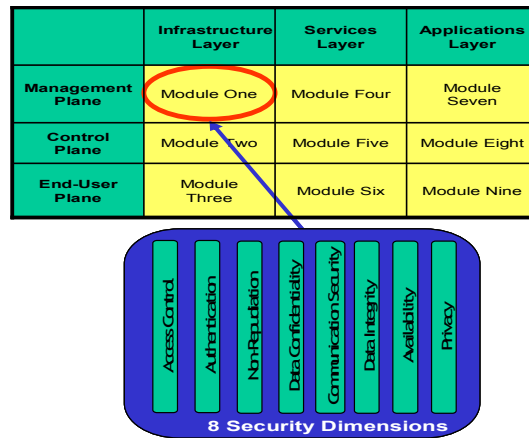 Infrastructure
Layer
Services
Layer
Applications
Layer
Management
Plane
Module One
Module Four
Module
Seven
Control
Plane
Module Two
Module Five
Module Eight
End-User
Plane
Module
Three
Module Six
Module Nine
Access Control
Authentication
Non-Repudiation
Data Confidentiality
Communication Security
Data Integrity
Availability
Privacy
8 Security Dimensions